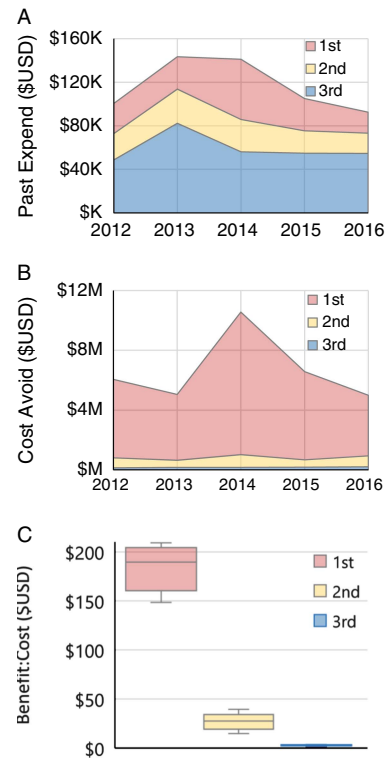 A
Past Expend ($USD)
$160K
$120K
$80K
$40K
$K
1st
2nd
3rd
2012 2013 2014 2015 2016
B
Cost Avoid ($USD)
$12M
$8M
$4M
$M
1st
2nd
3rd
2012 2013 2014 2015 2016
C
Benefit:Cost ($USD)
$200
$150
$100
$50
$0
1st
2nd
3rd